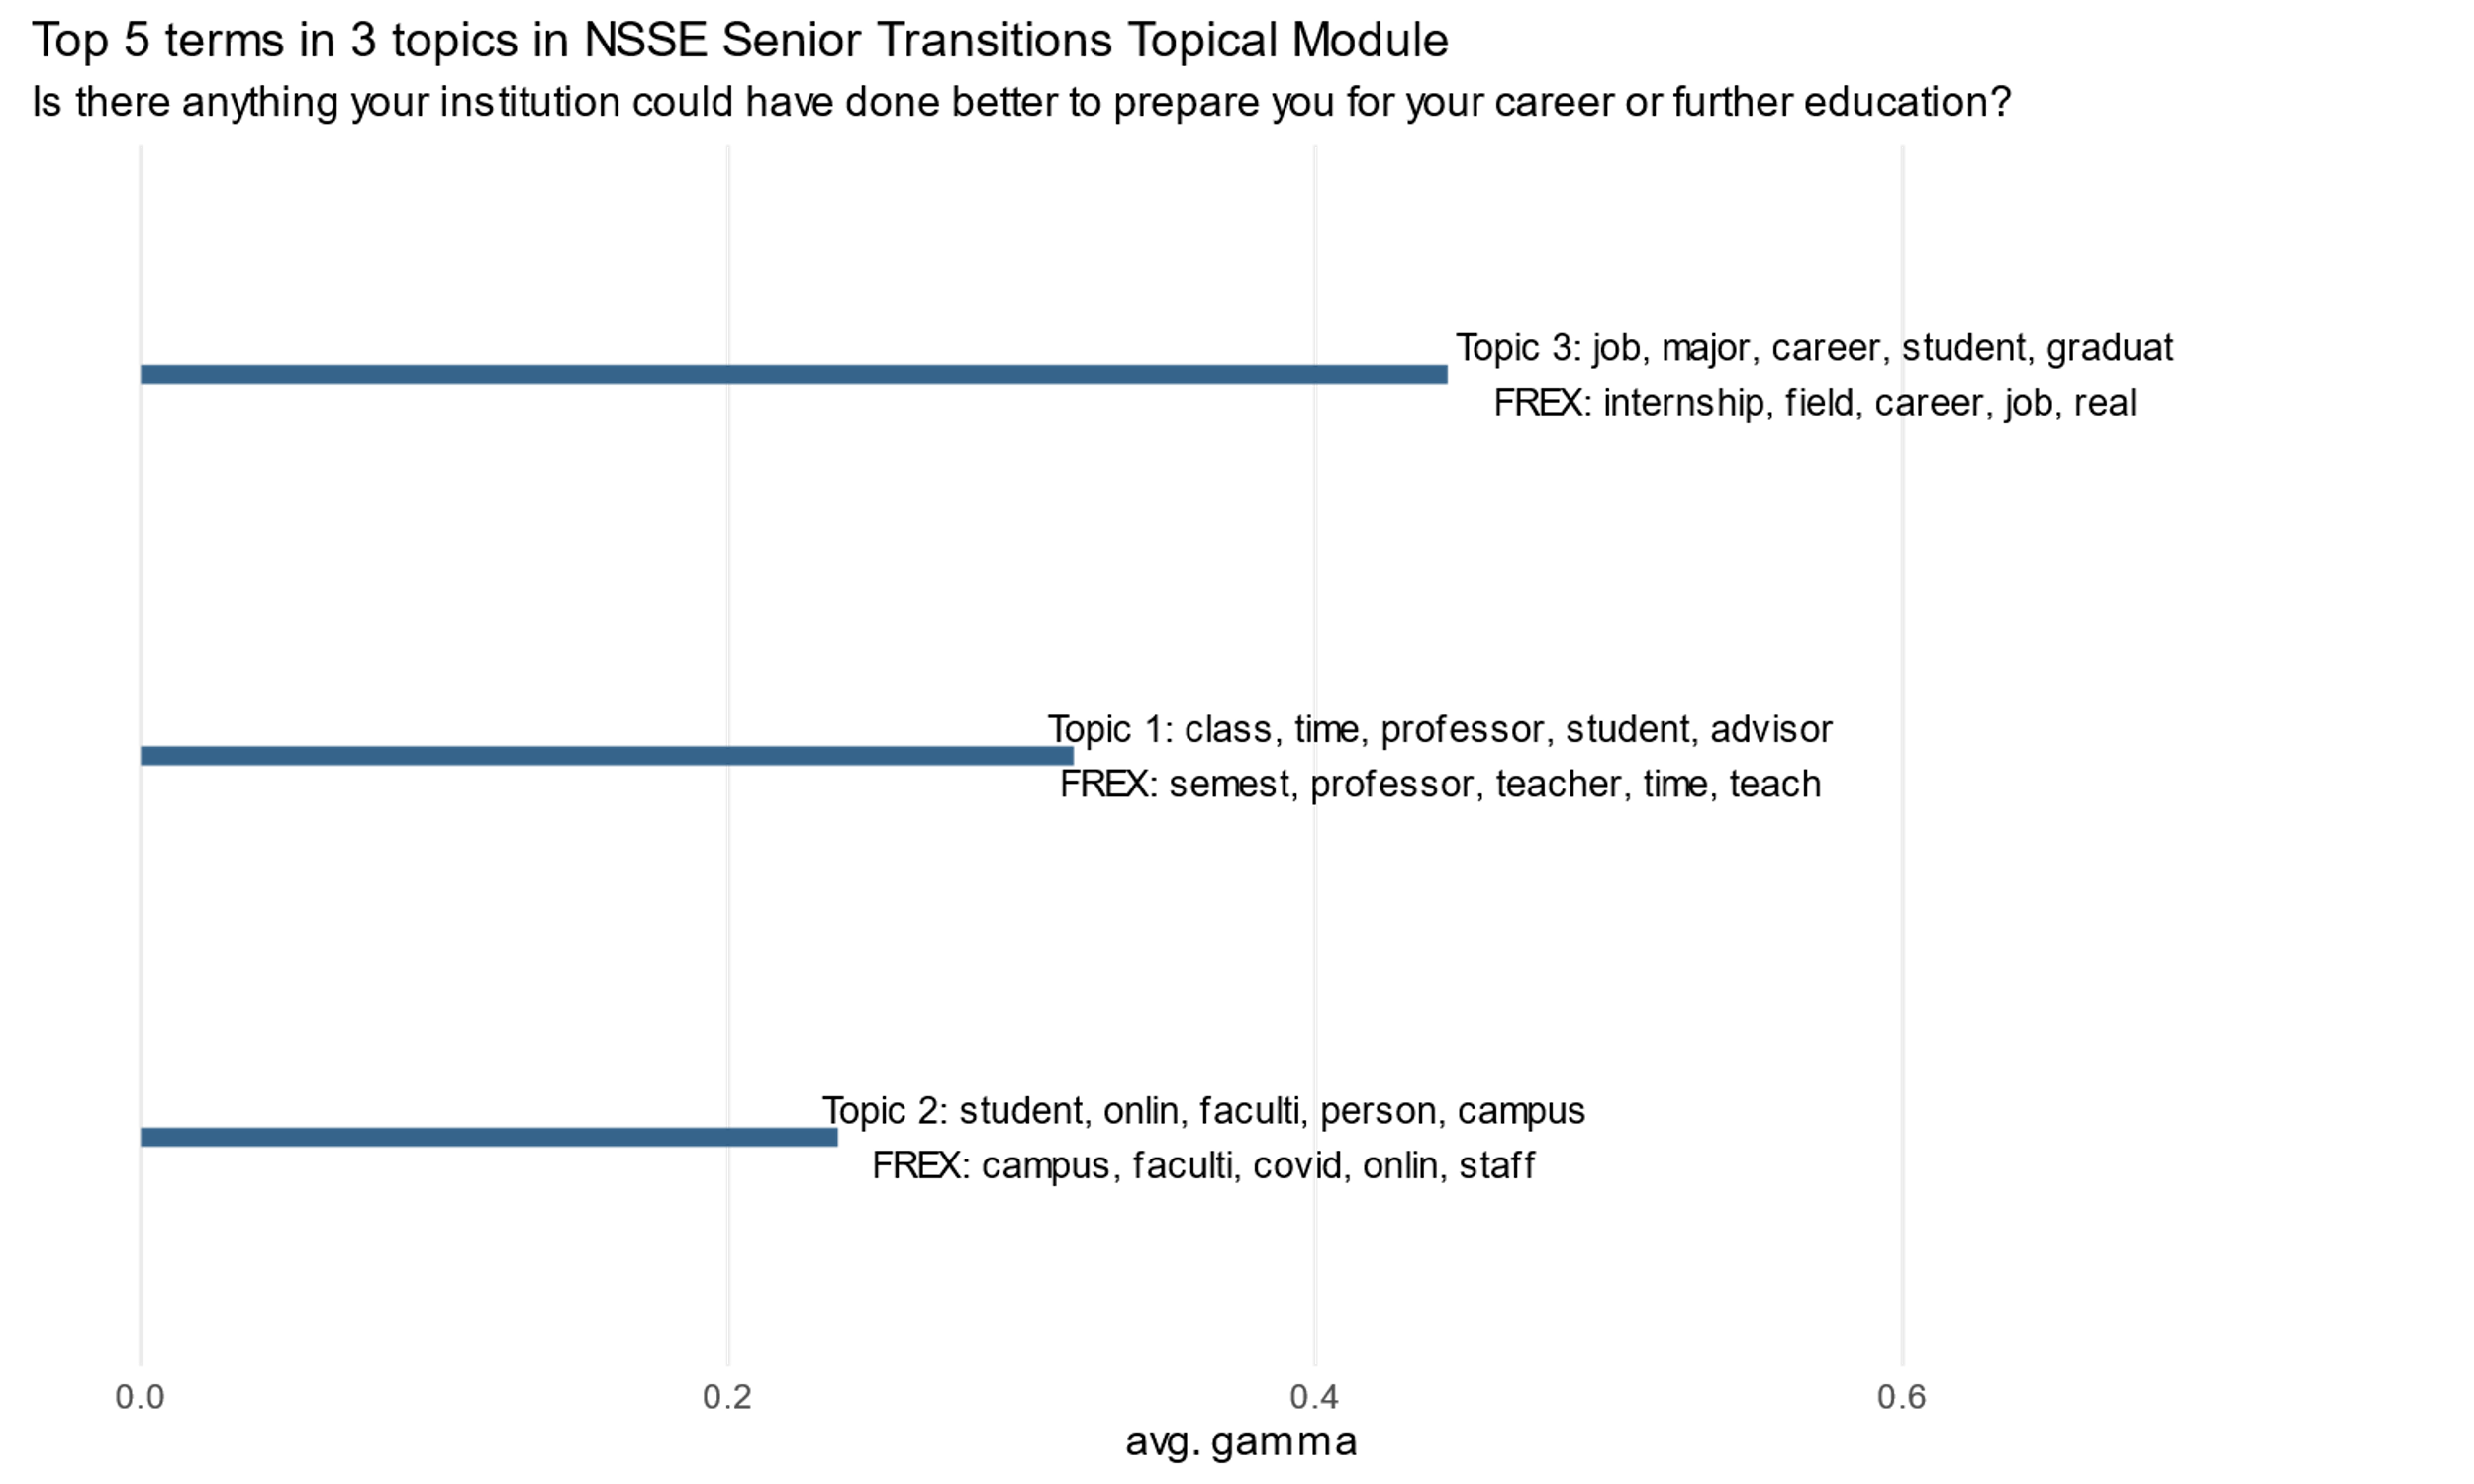 Top 5 terms in 3 topics in NSSE Senior Transitions Topical Module
Is there anything your institution could have done better to prepare you for your career or further education?
Topic 3: job, major, career, student, graduat
FREX: internship, field, career, job, real
Topic 1: class, time, professor, student, advisor
FREX: semest, professor, teacher, time, teach
Topic 2: student, onlin, faculti, person, campus
FREX: campus, faculti, covid, onlin, staff
0.0 0.2 0.4 0.6
avg. gamma